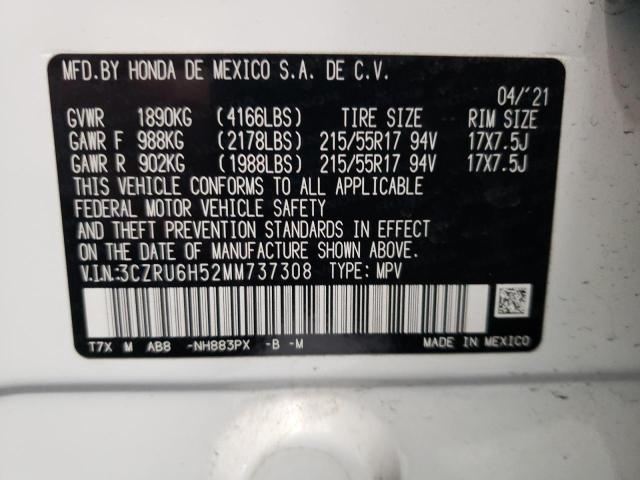 MFD.BY HONDA DE MEXICO S.A. DE C.V.
04/'21
GVWR 1890KG (4166LBS) TIRE SIZE RIM SIZE
GAWR F 988KG (2178LBS) 215/55R17 94V 17X7.5J
GAWR R 902KG (1988LBS) 215/55R17 94V 17X7.5J
THIS VEHICLE CONFORMS TO ALL APPLICABLE
FEDERAL MOTOR VEHICLE SAFETY
AND THEFT PREVENTION STANDARDS IN EFFECT
ON THE DATE OF MANUFACTURE SHOWN ABOVE.
V.I.N.:3CZRU6H52MM737308 TYPE: MPV
T7X M AB8 -NH883PX -B -M MADE IN MEXICO